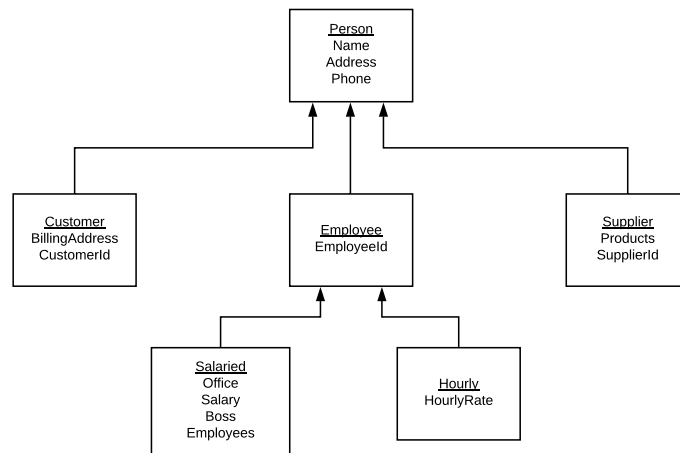 Person
Name
Address
Phone
Customer
BillingAddress
CustomerId
Employee
EmployeeId
Supplier
Products
SupplierId
Salaried
Office
Salary
Boss
Employees
Hourly
HourlyRate